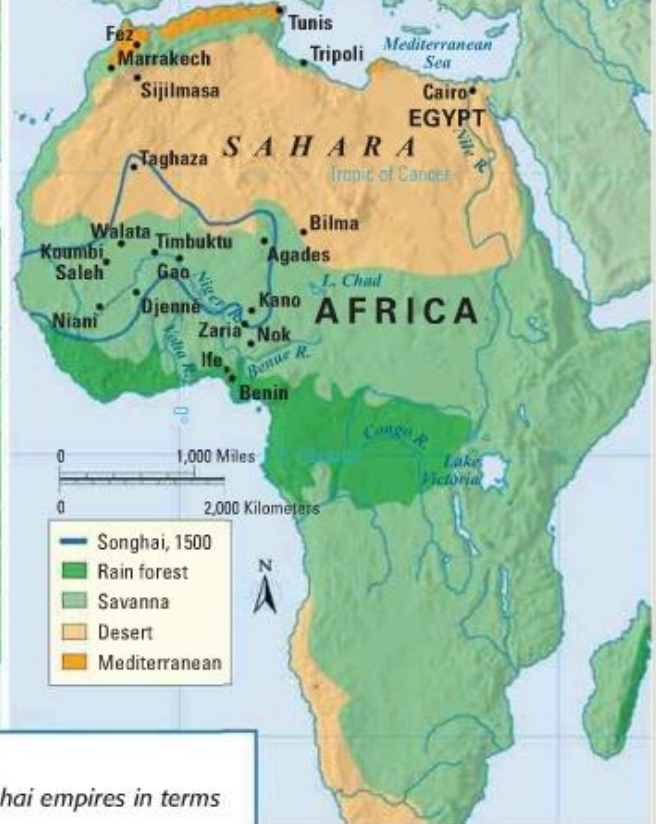 Tunis
Fez
Mediterranean
Sea
Marrakech
Tripoli
Sijilmasa
Cairo
EGYPT
SAHARA
Nile R.
Taghaza
Tropic of Cancer
Walata
Timbuktu
Bilma
Koumbi
Saleh
Gao
Agades
Niger R.
L. Chad
Niani
Djenné
Kano
AFRICA
Zaria
Nok
Volta R.
Ife
Benue R.
Benin
Congo R.
0 1,000 Miles
Lake
Victoria
0 2,000 Kilometers
Songhai, 1500
Rain forest
Savanna
Desert
Mediterranean
N
A
hai empires in terms